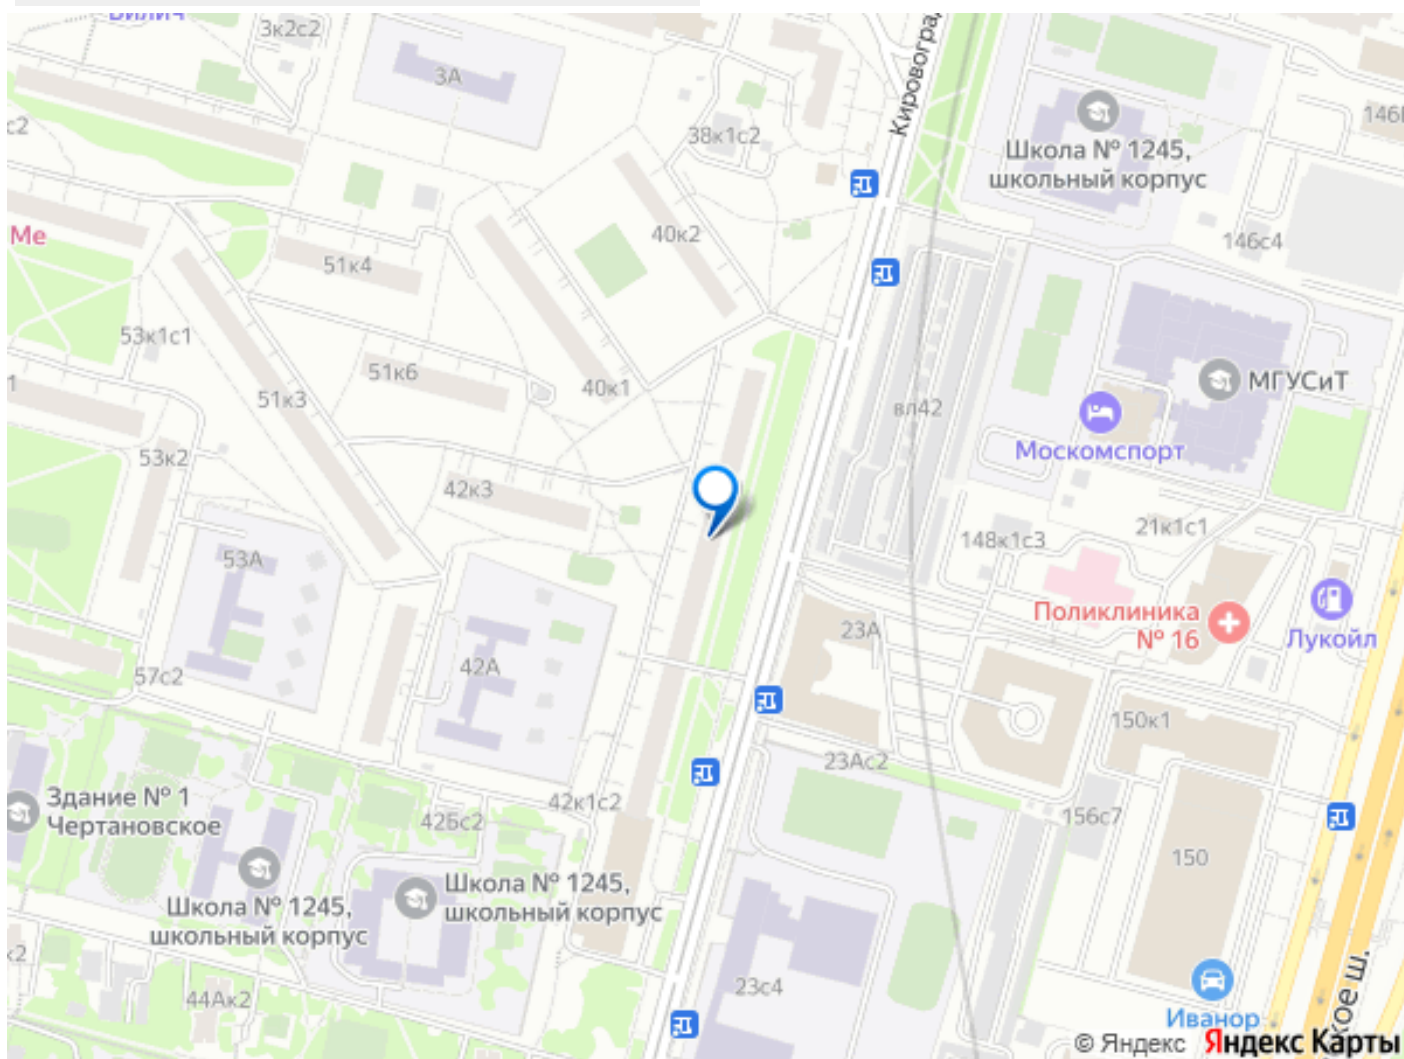 3к2с2
3А
Кировоград
38к1с2
Школа № 1245,
школьный корпус
40к2
146с4
Ме
51к4
53к1с1
51к6
51к3
40к1
вл42
МГУСиТ
Москомспорт
53к2
42к3
148к1с3
21к1с1
53А
Поликлиника
№ 16
Лукойл
23А
57с2
42А
150к1
23Ас2
Здание № 1
Чертановское
42Бс2
42к1с2
156с7
150
Школа № 1245,
школьный корпус
Школа № 1245,
школьный корпус
44Ак2
23с4
Иванор
кое ш.
© Яндекс Яндекс Карты